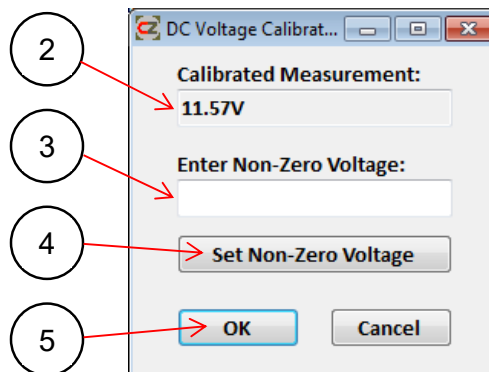 DC Voltage Calibrat...
2
Calibrated Measurement:
11.57V
3
Enter Non-Zero Voltage:
4
Set Non-Zero Voltage
5
OK
Cancel